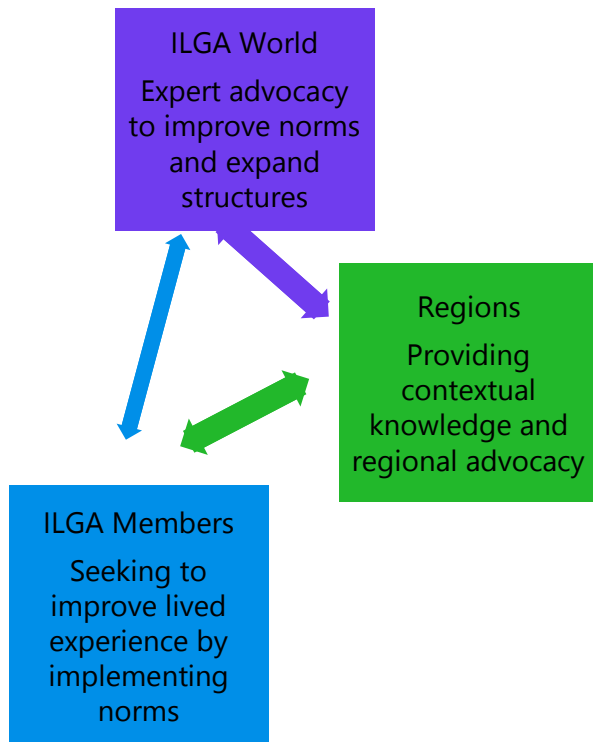 ILGA World
Expert advocacy
to improve norms
and expand
structures
Regions
Providing
contextual
knowledge and
regional advocacy
ILGA Members
Seeking to
improve lived
experience by
implementing
norms